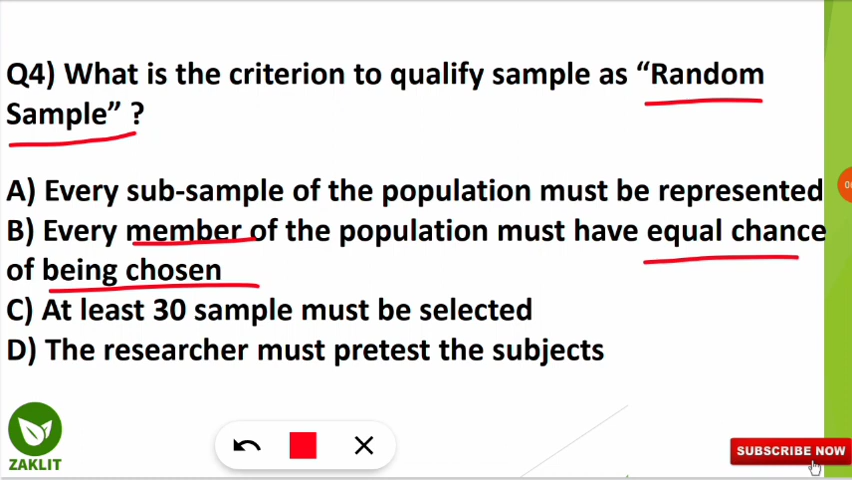 Q4) What is the criterion to qualify sample as “Random
Sample” ?
A) Every sub-sample of the population must be represented
B) Every member of the population must have equal chance
of being chosen
C) At least 30 sample must be selected
D) The researcher must pretest the subjects
ZAKLIT
SUBSCRIBE NOW